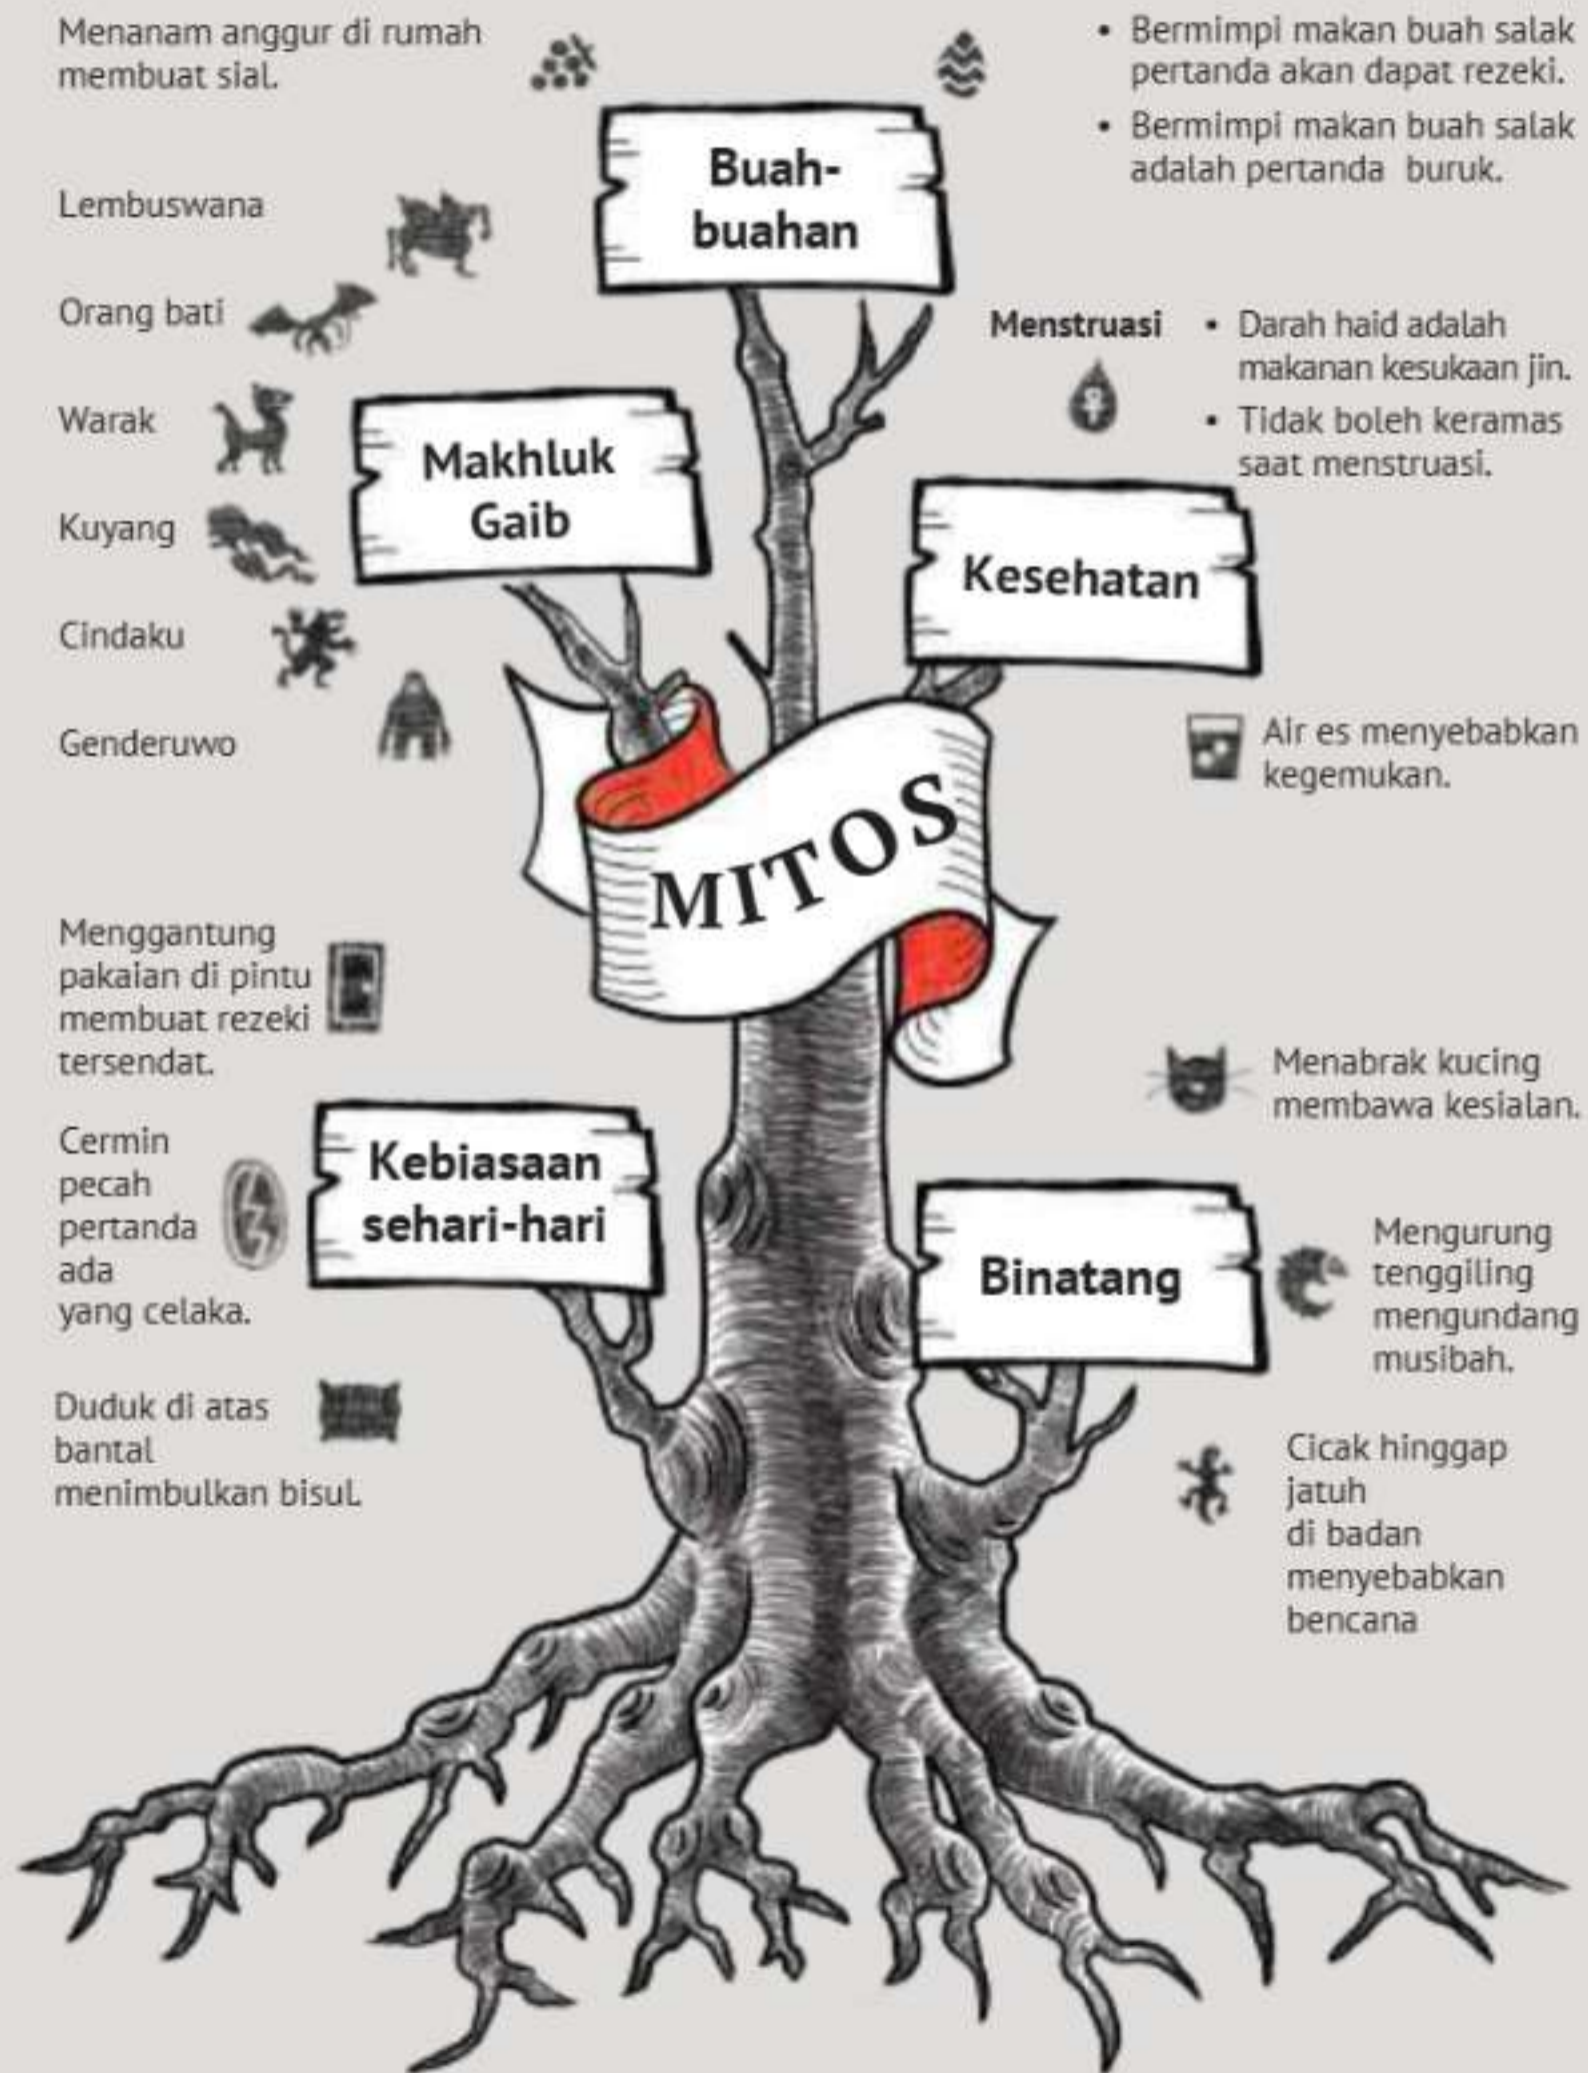 Menanam anggur di rumah
membuat sial.
• Bermimpi makan buah salak
pertanda akan dapat rezeki.
• Bermimpi makan buah salak
adalah pertanda buruk.
Buah-
buahan
Lembuswana
Orang bati
Warak
Kuyang
Cindaku
Genderuwo
Makhluk
Gaib
Menstruasi
• Darah haid adalah
makanan kesukaan jin.
• Tidak boleh keramas
saat menstruasi.
Kesehatan
Air es menyebabkan
kegemukan.
MITOS
Menggantung
pakaian di pintu
membuat rezeki
tersendat.
Cermin
pecah
pertanda
ada
yang celaka.
Kebiasaan
sehari-hari
Duduk di atas
bantal
menimbulkan bisul.
Menabrak kucing
membawa kesialan.
Binatang
Mengurung
tenggiling
mengundang
musibah.
Cicak hinggap
jatuh
di badan
menyebabkan
bencana